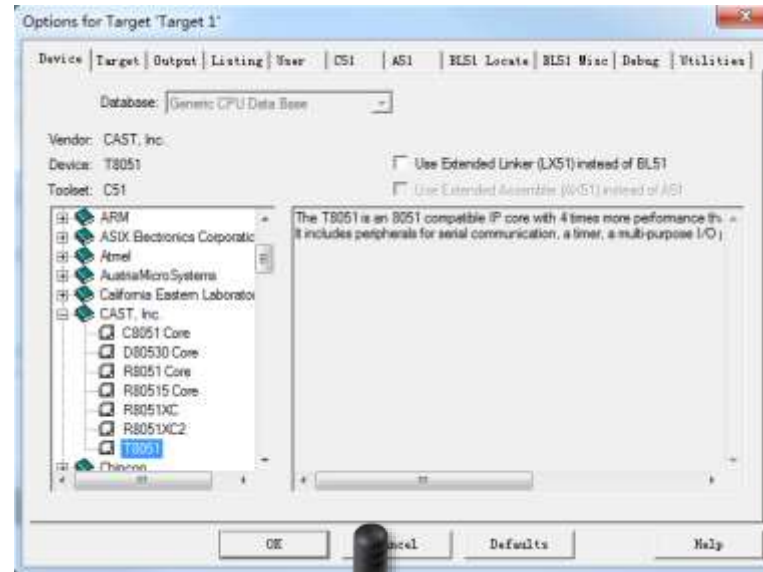 Options for Target 'Target 1'
Device Target Output Listing User C51 A51 BL51 Locate BL51 Misc Debug Utilities
Database: Generic CPU Data Base
Vendor: CAST, Inc.
Device: T8051
Toolset: C51
Use Extended Linker (LX51) instead of BL51
Use Extended Assembler (AX51) instead of A51
ARM
ASIX Electronics Corporatic
Atmel
AustriaMicroSystems
California Eastern Laborato
CAST, Inc.
C8051 Core
D80530 Core
R8051 Core
R80515 Core
R8051XC
R8051XC2
T8051
Chipcon
The T8051 is an 8051 compatible IP core with 4 times more perfomance th
It includes peripherals for serial communication, a timer, a multi-purpose I/O
OK
ncel
Defaults
Help